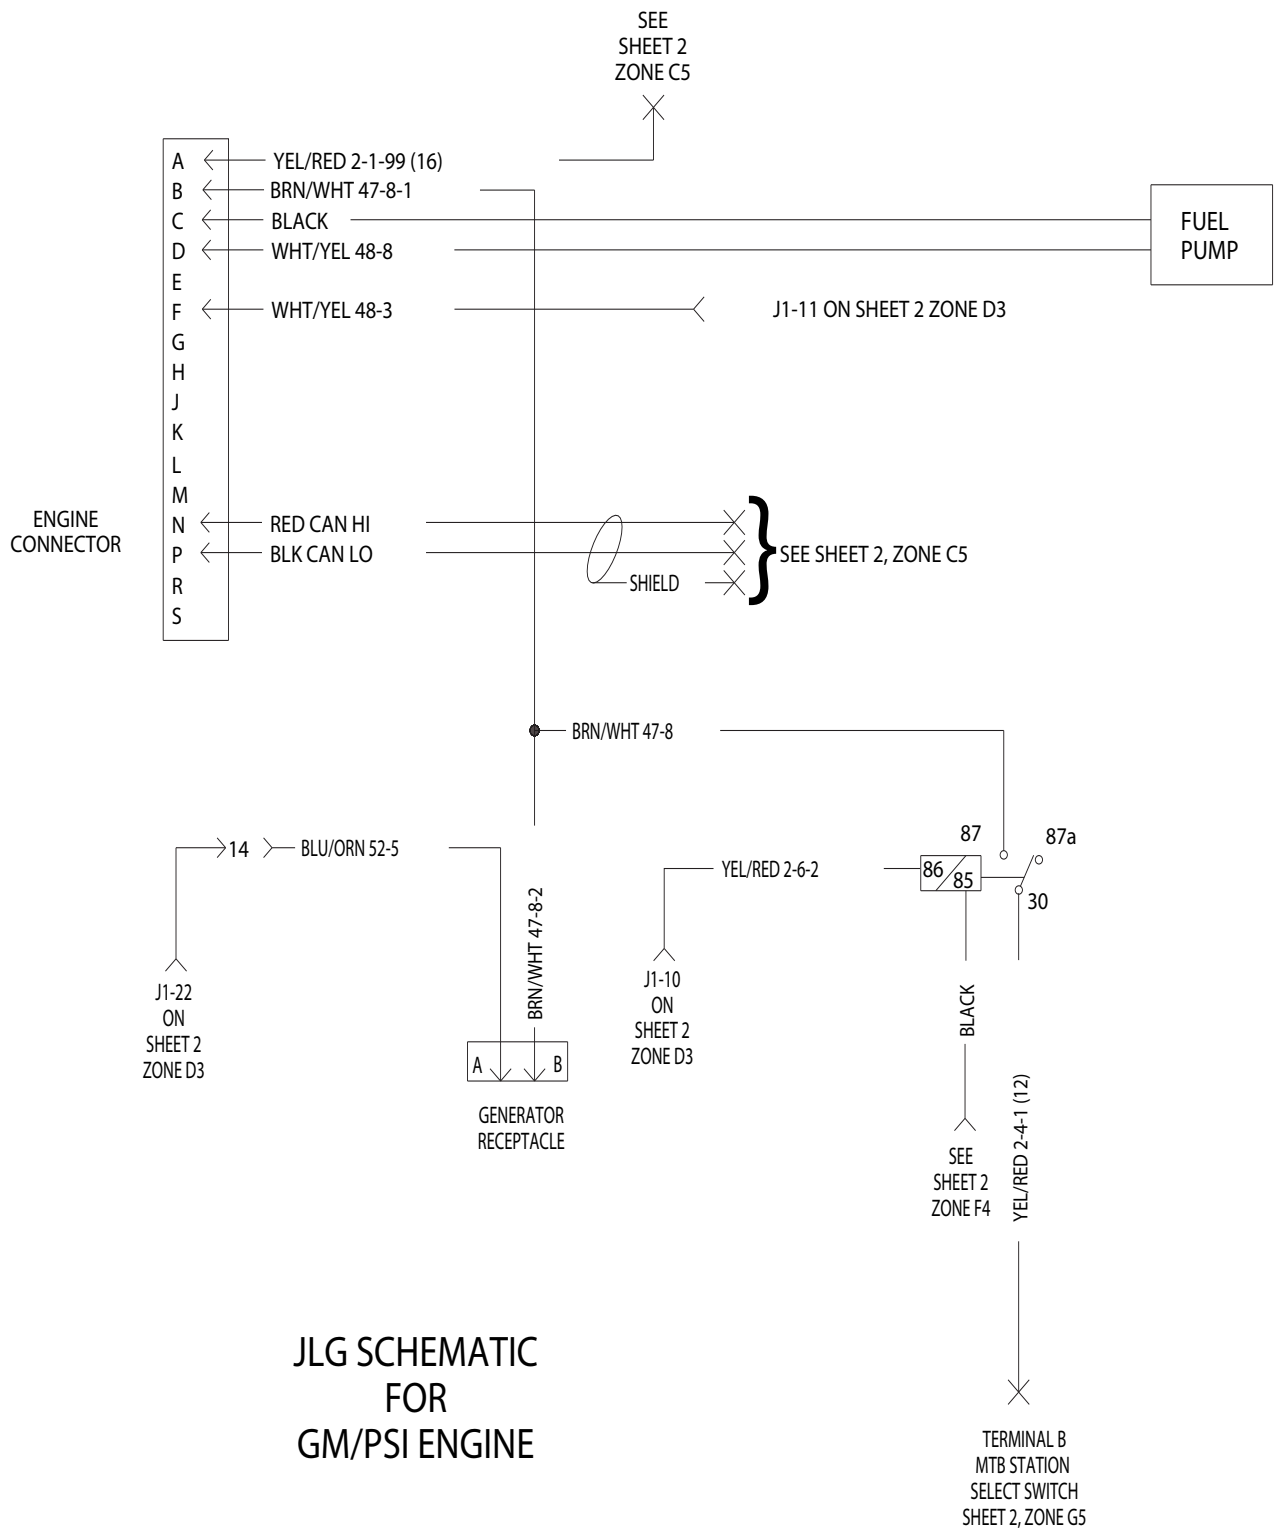 SEE
SHEET 2
ZONE C5
A
YEL/RED 2-1-99 (16)
B
BRN/WHT 47-8-1
C
BLACK
D
WHT/YEL 48-8
FUEL
PUMP
E
F
WHT/YEL 48-3
J1-11 ON SHEET 2 ZONE D3
G
H
J
K
L
M
N
RED CAN HI
P
BLK CAN LO
R
S
ENGINE
CONNECTOR
SHIELD
SEE SHEET 2, ZONE C5
BRN/WHT 47-8
14
BLU/ORN 52-5
J1-22
ON
SHEET 2
ZONE D3
BRN/WHT 47-8-2
A
B
GENERATOR
RECEPTACLE
YEL/RED 2-6-2
J1-10
ON
SHEET 2
ZONE D3
87
87a
86
85
30
BLACK
SEE
SHEET 2
ZONE F4
YEL/RED 2-4-1 (12)
TERMINAL B
MTB STATION
SELECT SWITCH
SHEET 2, ZONE G5
JLG SCHEMATIC
FOR
GM/PSI ENGINE